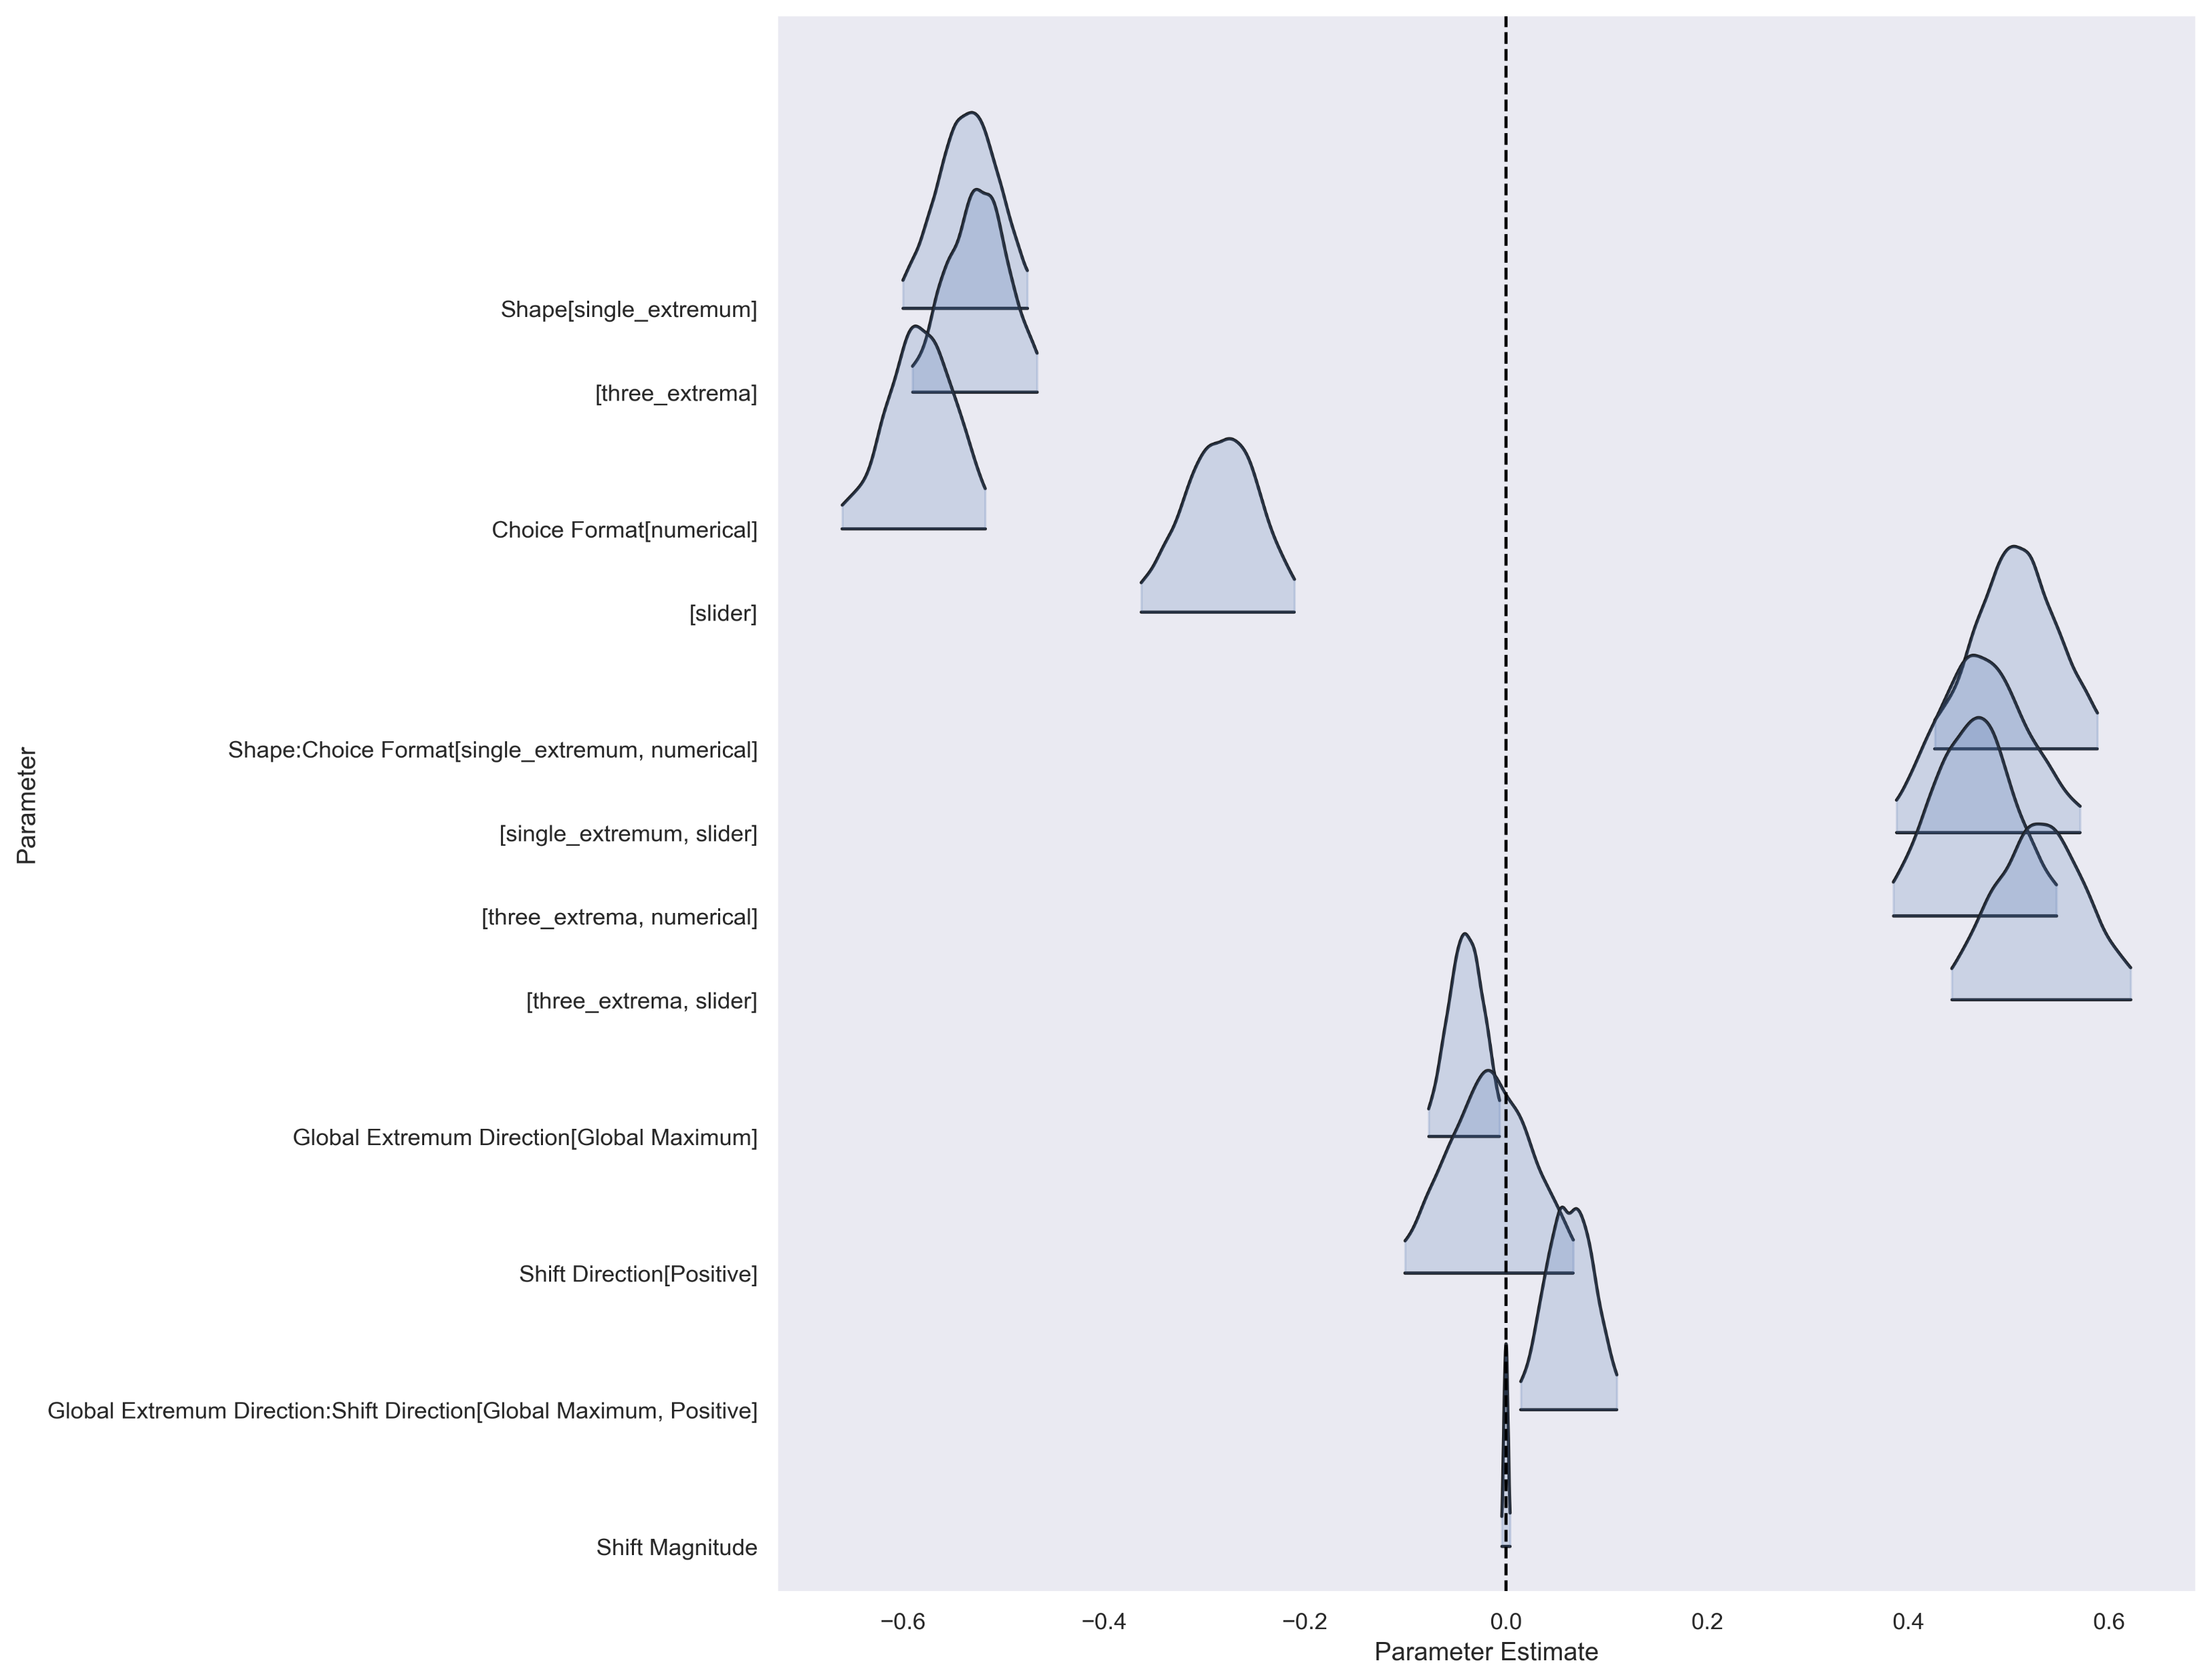 Shape[single_extremum]
[three_extrema]
Choice Format[numerical]
[slider]
Shape:Choice Format[single_extremum, numerical]
[single_extremum, slider]
[three_extrema, numerical]
[three_extrema, slider]
Global Extremum Direction[Global Maximum]
Shift Direction[Positive]
Global Extremum Direction:Shift Direction[Global Maximum, Positive]
Shift Magnitude
Parameter
−0.6 −0.4 −0.2 0.0 0.2 0.4 0.6
Parameter Estimate